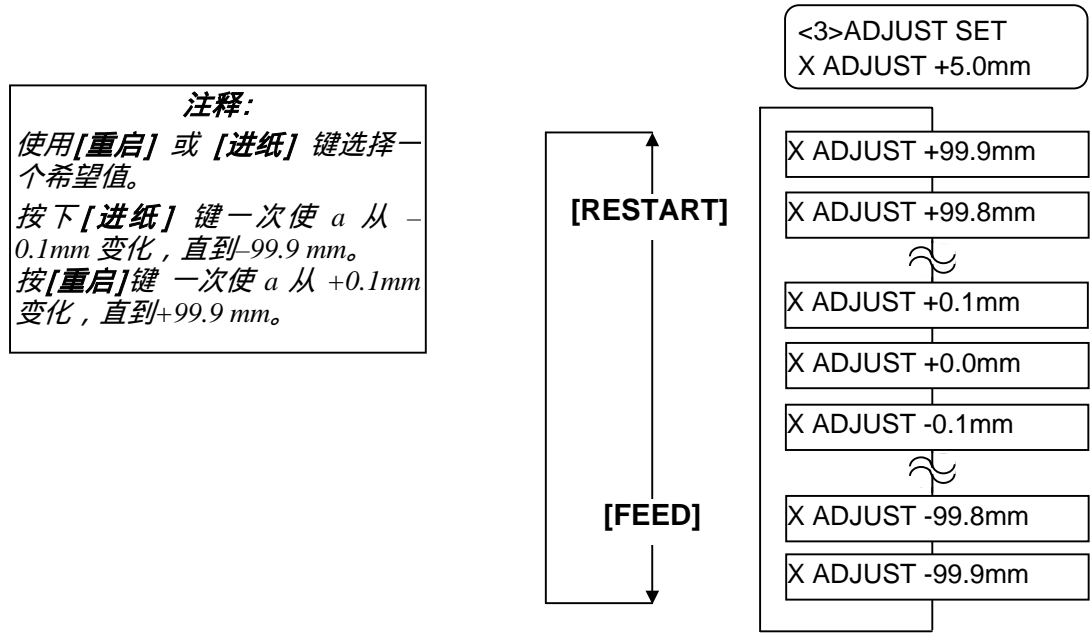 <3>ADJUST SET
X ADJUST +5.0mm
注释:
使用[重启] 或 [进纸] 键选择一
个希望值。
按下[进纸] 键一次使 a 从 –
0.1mm 变化，直到–99.9 mm。
按[重启]键 一次使 a 从 +0.1mm
变化，直到+99.9 mm。
[RESTART]
[FEED]
X ADJUST +99.9mm
X ADJUST +99.8mm
X ADJUST +0.1mm
X ADJUST +0.0mm
X ADJUST -0.1mm
X ADJUST -99.8mm
X ADJUST -99.9mm